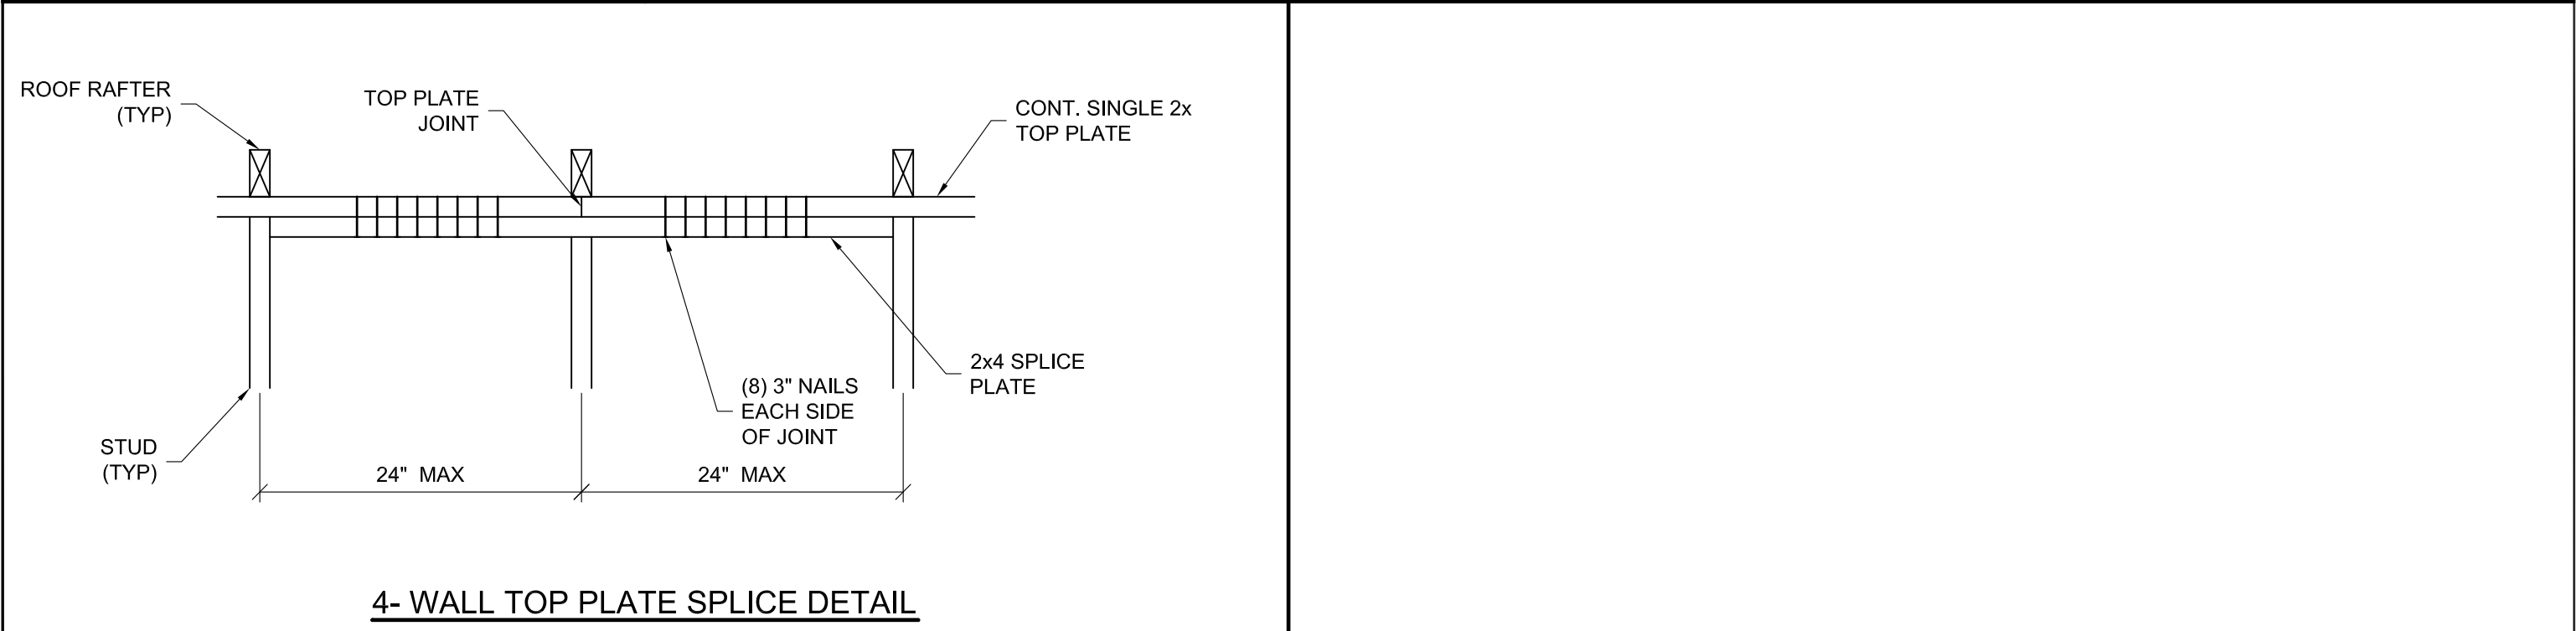 ROOF RAFTER
(TYP)
TOP PLATE
JOINT
CONT. SINGLE 2x
TOP PLATE
2x4 SPLICE
PLATE
(8) 3" NAILS
EACH SIDE
OF JOINT
STUD
(TYP)
24" MAX
24" MAX
4- WALL TOP PLATE SPLICE DETAIL